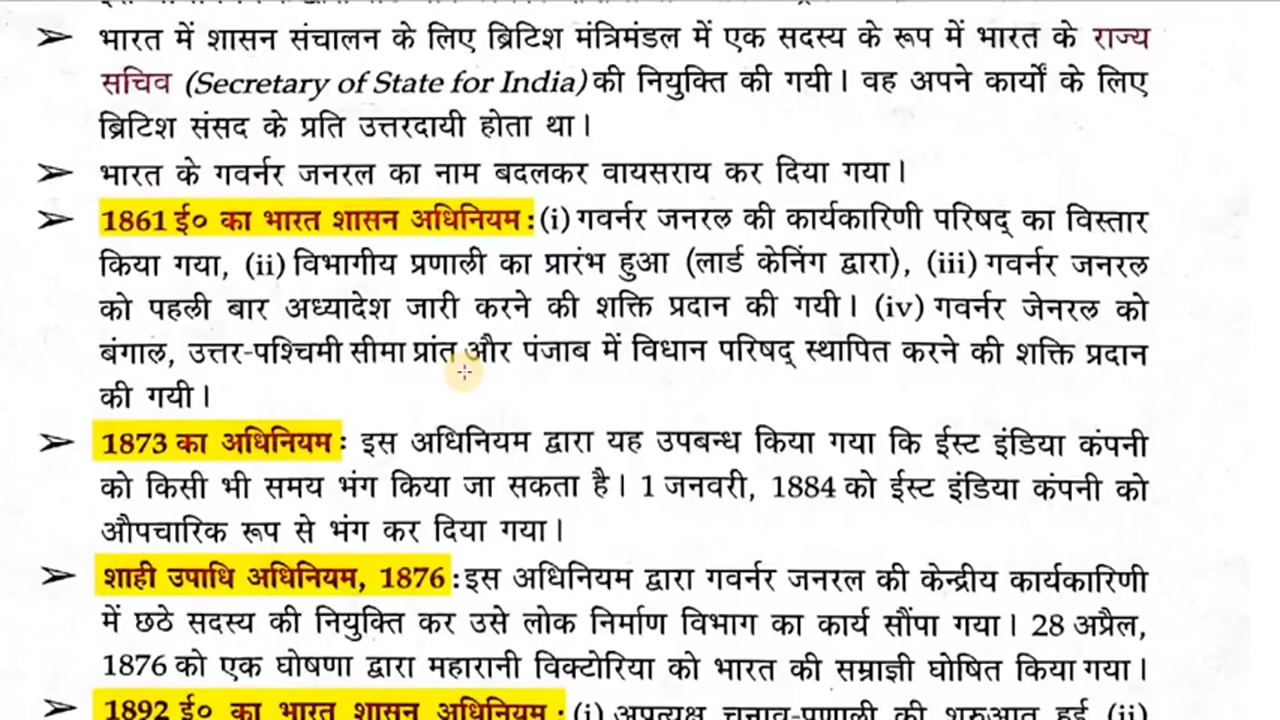 ➢ भारत में शासन संचालन के लिए ब्रिटिश मंत्रिमंडल में एक सदस्य के रूप में भारत के राज्य
सचिव (Secretary of State for India) की नियुक्ति की गयी। वह अपने कार्यों के लिए
ब्रिटिश संसद के प्रति उत्तरदायी होता था।
➢ भारत के गवर्नर जनरल का नाम बदलकर वायसराय कर दिया गया।
➢ 1861 ई० का भारत शासन अधिनियम : (i) गवर्नर जनरल की कार्यकारिणी परिषद् का विस्तार
किया गया, (ii) विभागीय प्रणाली का प्रारंभ हुआ (लार्ड केनिंग द्वारा), (iii) गवर्नर जनरल
को पहली बार अध्यादेश जारी करने की शक्ति प्रदान की गयी। (iv) गवर्नर जेनरल को
बंगाल, उत्तर-पश्चिमी सीमा प्रांत और पंजाब में विधान परिषद् स्थापित करने की शक्ति प्रदान
की गयी।
➢ 1873 का अधिनियम : इस अधिनियम द्वारा यह उपबन्ध किया गया कि ईस्ट इंडिया कंपनी
को किसी भी समय भंग किया जा सकता है। 1 जनवरी, 1884 को ईस्ट इंडिया कंपनी को
औपचारिक रूप से भंग कर दिया गया।
➢ शाही उपाधि अधिनियम, 1876 : इस अधिनियम द्वारा गवर्नर जनरल की केन्द्रीय कार्यकारिणी
में छठे सदस्य की नियुक्ति कर उसे लोक निर्माण विभाग का कार्य सौंपा गया। 28 अप्रैल,
1876 को एक घोषणा द्वारा महारानी विक्टोरिया को भारत की सम्राज्ञी घोषित किया गया।
➢ 1892 ई० का भारत शासन अधिनियम : (i) अप्रत्यक्ष चुनाव-प्रणाली की शुरुआत हुई (ii)